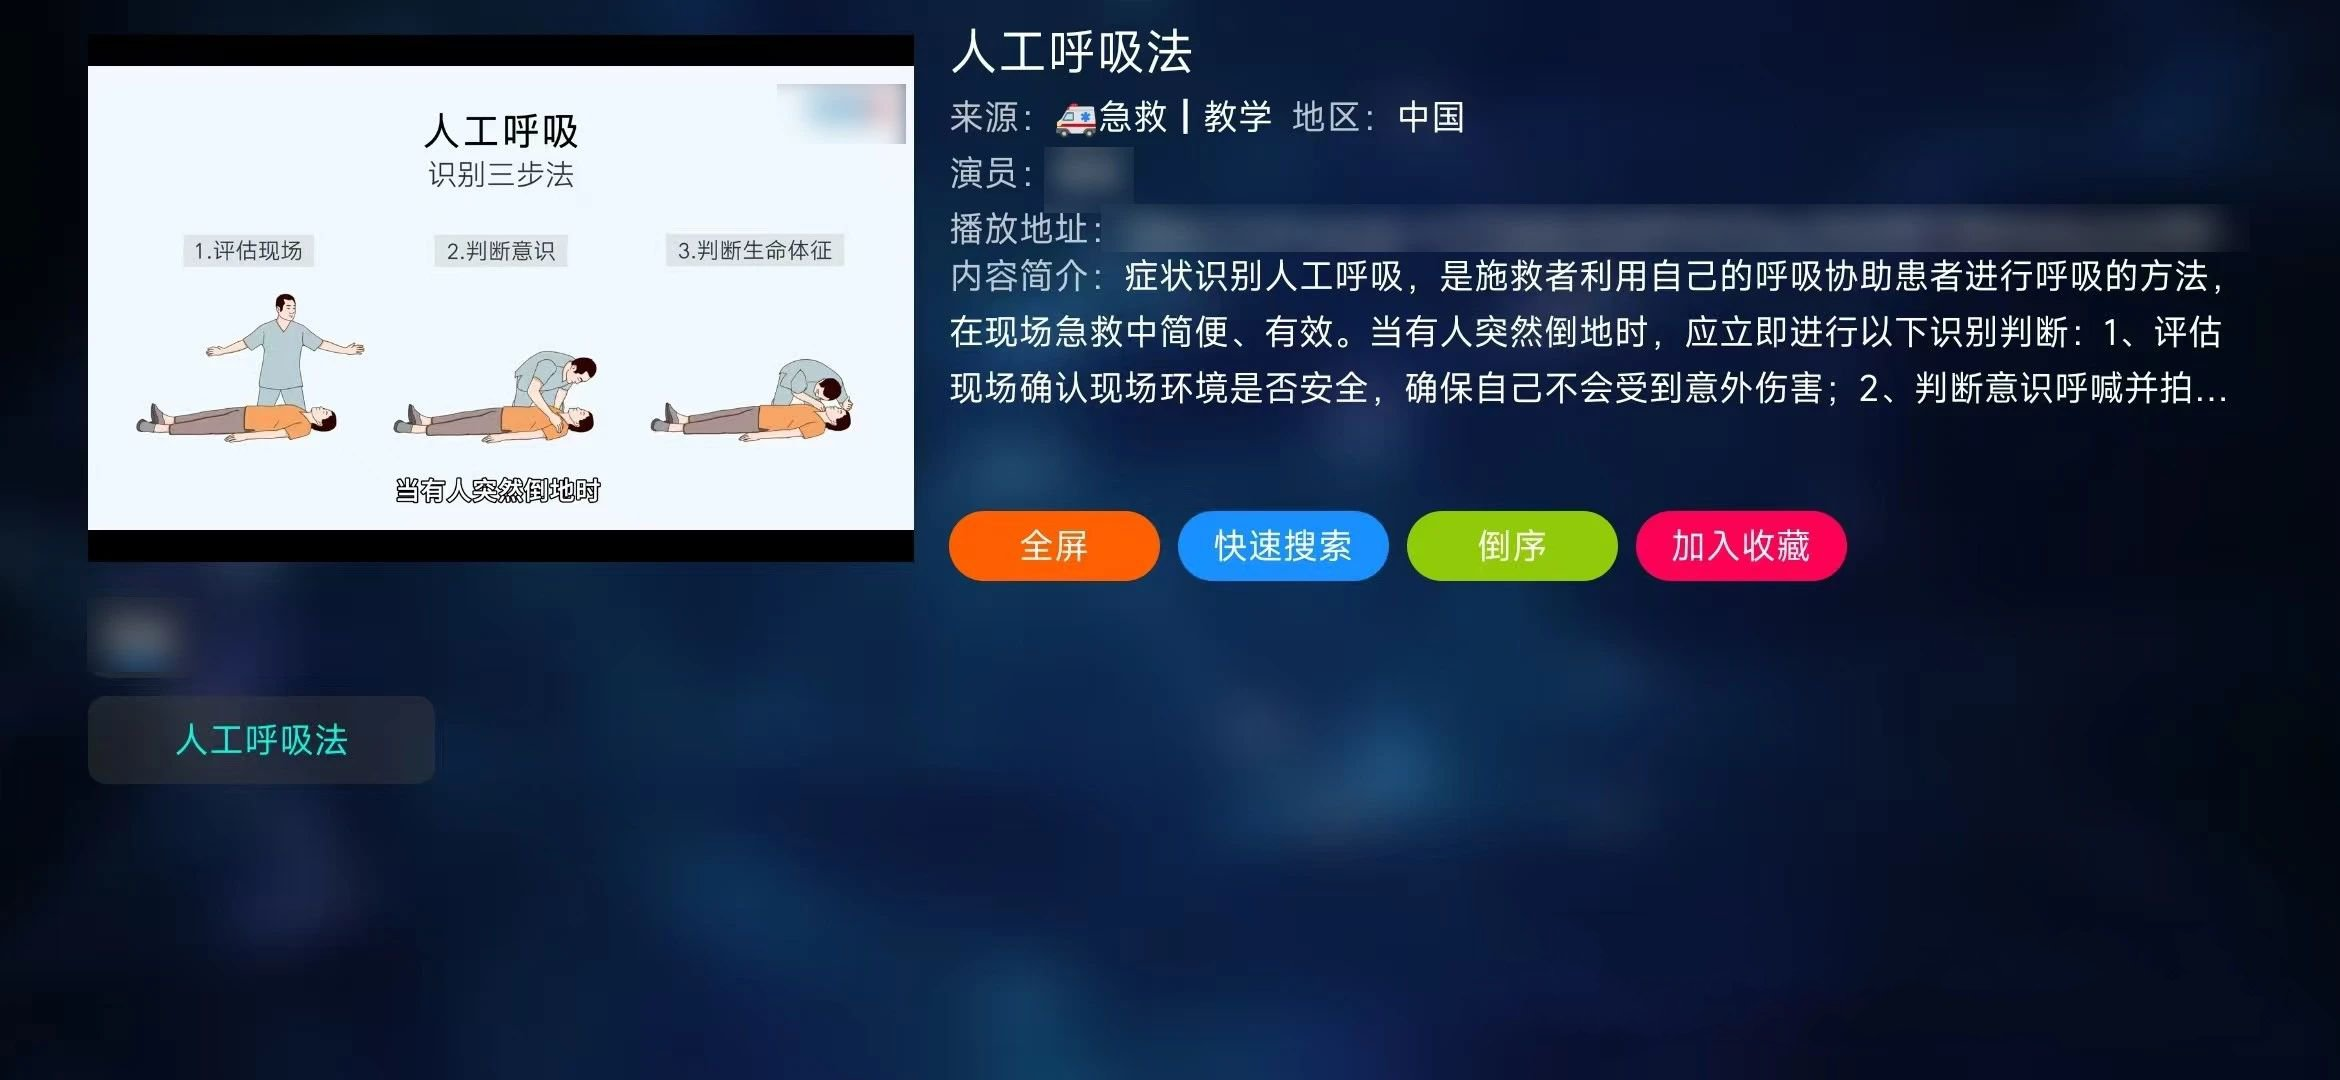 人工呼吸
识别三步法
1.评估现场
2.判断意识
3.判断生命体征
当有人突然倒地时
人工呼吸法
来源：急救 | 教学 地区：中国
演员：
播放地址：
内容简介：症状识别人工呼吸，是施救者利用自己的呼吸协助患者进行呼吸的方法，
在现场急救中简便、有效。当有人突然倒地时，应立即进行以下识别判断：1、评估
现场确认现场环境是否安全，确保自己不会受到意外伤害；2、判断意识呼喊并拍...
全屏
快速搜索
倒序
加入收藏
人工呼吸法